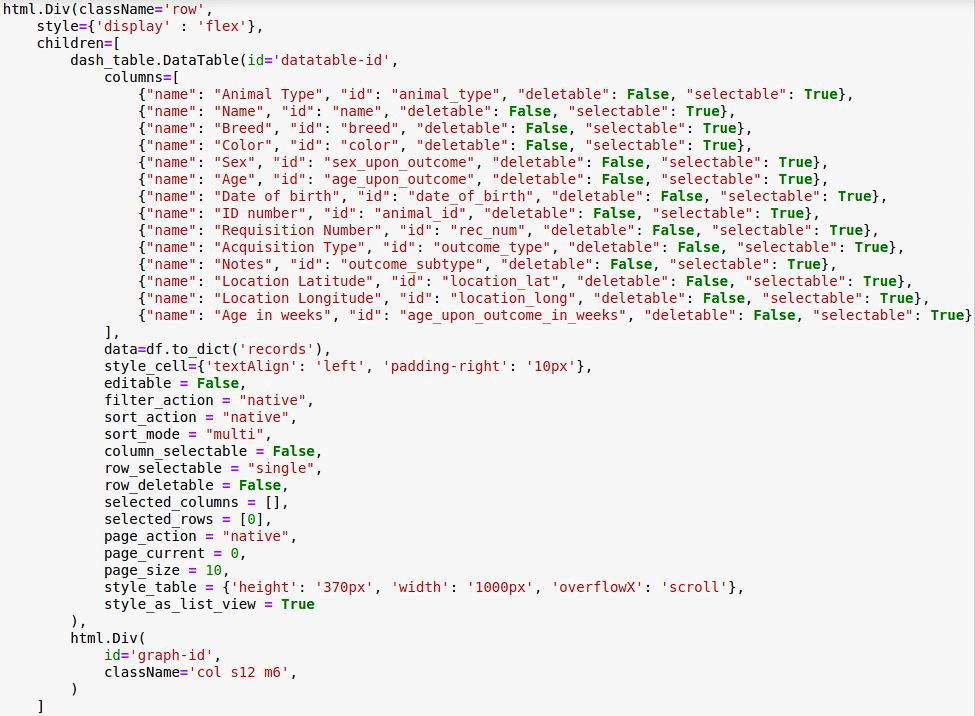 html.Div(className='row',
    style={'display' : 'flex'},
    children=[
        dash_table.DataTable(id='datatable-id',
            columns=[
                {"name": "Animal Type", "id": "animal_type", "deletable": False, "selectable": True},
                {"name": "Name", "id": "name", "deletable": False, "selectable": True},
                {"name": "Breed", "id": "breed", "deletable": False, "selectable": True},
                {"name": "Color", "id": "color", "deletable": False, "selectable": True},
                {"name": "Sex", "id": "sex_upon_outcome", "deletable": False, "selectable": True},
                {"name": "Age", "id": "age_upon_outcome", "deletable": False, "selectable": True},
                {"name": "Date of birth", "id": "date_of_birth", "deletable": False, "selectable": True},
                {"name": "ID number", "id": "animal_id", "deletable": False, "selectable": True},
                {"name": "Requisition Number", "id": "rec_num", "deletable": False, "selectable": True},
                {"name": "Acquisition Type", "id": "outcome_type", "deletable": False, "selectable": True},
                {"name": "Notes", "id": "outcome_subtype", "deletable": False, "selectable": True},
                {"name": "Location Latitude", "id": "location_lat", "deletable": False, "selectable": True},
                {"name": "Location Longitude", "id": "location_long", "deletable": False, "selectable": True},
                {"name": "Age in weeks", "id": "age_upon_outcome_in_weeks", "deletable": False, "selectable": True}
            ],
            data=df.to_dict('records'),
            style_cell={'textAlign': 'left', 'padding-right': '10px'},
            editable = False,
            filter_action = "native",
            sort_action = "native",
            sort_mode = "multi",
            column_selectable = False,
            row_selectable = "single",
            row_deletable = False,
            selected_columns = [],
            selected_rows = [0],
            page_action = "native",
            page_current = 0,
            page_size = 10,
            style_table = {'height': '370px', 'width': '1000px', 'overflowX': 'scroll'},
            style_as_list_view = True
        ),
        html.Div(
            id='graph-id',
            className='col s12 m6',
        )
    ]